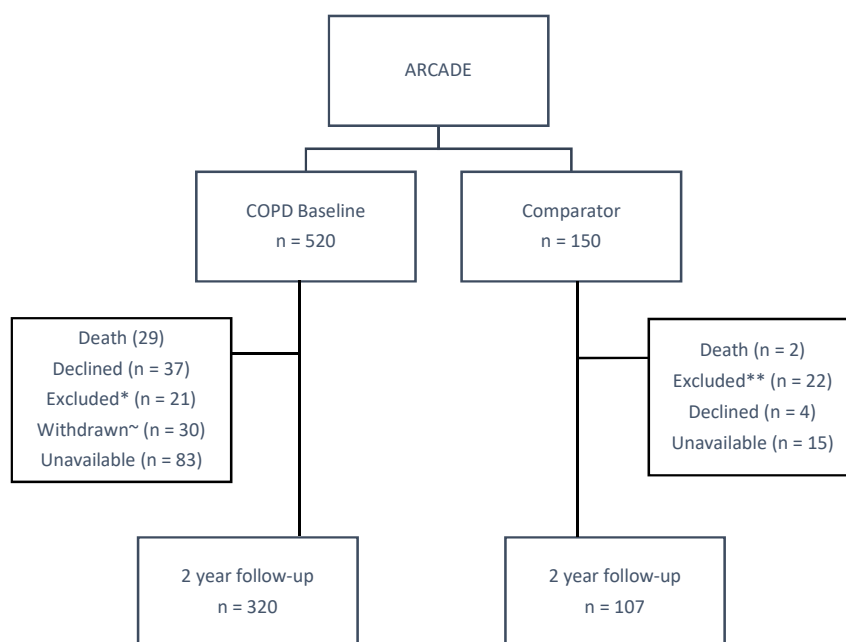 ARCADE
COPD Baseline
n = 520
Comparator
n = 150
Death (29)
Declined (n = 37)
Excluded* (n = 21)
Withdrawn~ (n = 30)
Unavailable (n = 83)
Death (n = 2)
Excluded** (n = 22)
Declined (n = 4)
Unavailable (n = 15)
2 year follow-up
n = 320
2 year follow-up
n = 107